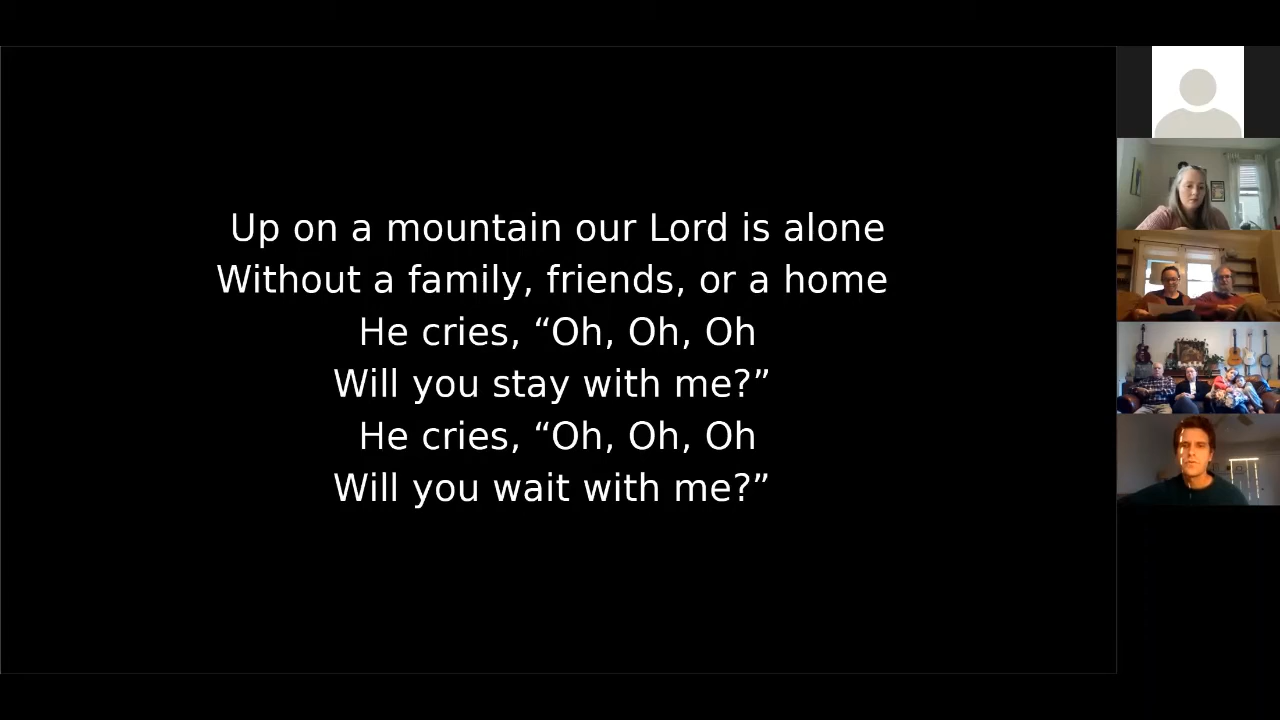 Up on a mountain our Lord is alone
Without a family, friends, or a home
He cries, “Oh, Oh, Oh
Will you stay with me?”
He cries, “Oh, Oh, Oh
Will you wait with me?”